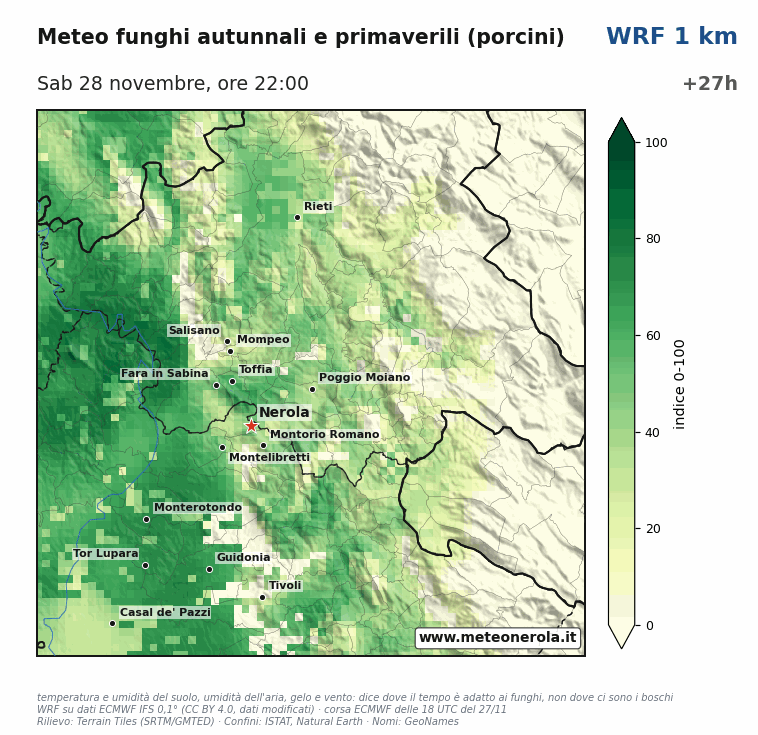 Meteo funghi autunnali e primaverili (porcini)
WRF 1 km
Sab 28 novembre, ore 22:00
+27h
Rieti
Salisano
Mompeo
Fara in Sabina
Toffia
Poggio Moiano
Nerola
Montorio Romano
Montelibretti
Monterotondo
Tor Lupara
Guidonia
Tivoli
Casal de' Pazzi
www.meteonerola.it
100
80
60
40
20
0
indice 0-100
temperatura e umidità del suolo, umidità dell'aria, gelo e vento: dice dove il tempo è adatto ai funghi, non dove ci sono i boschi
WRF su dati ECMWF IFS 0,1° (CC BY 4.0, dati modificati) · corsa ECMWF delle 18 UTC del 27/11
Rilievo: Terrain Tiles (SRTM/GMTED) · Confini: ISTAT, Natural Earth · Nomi: GeoNames